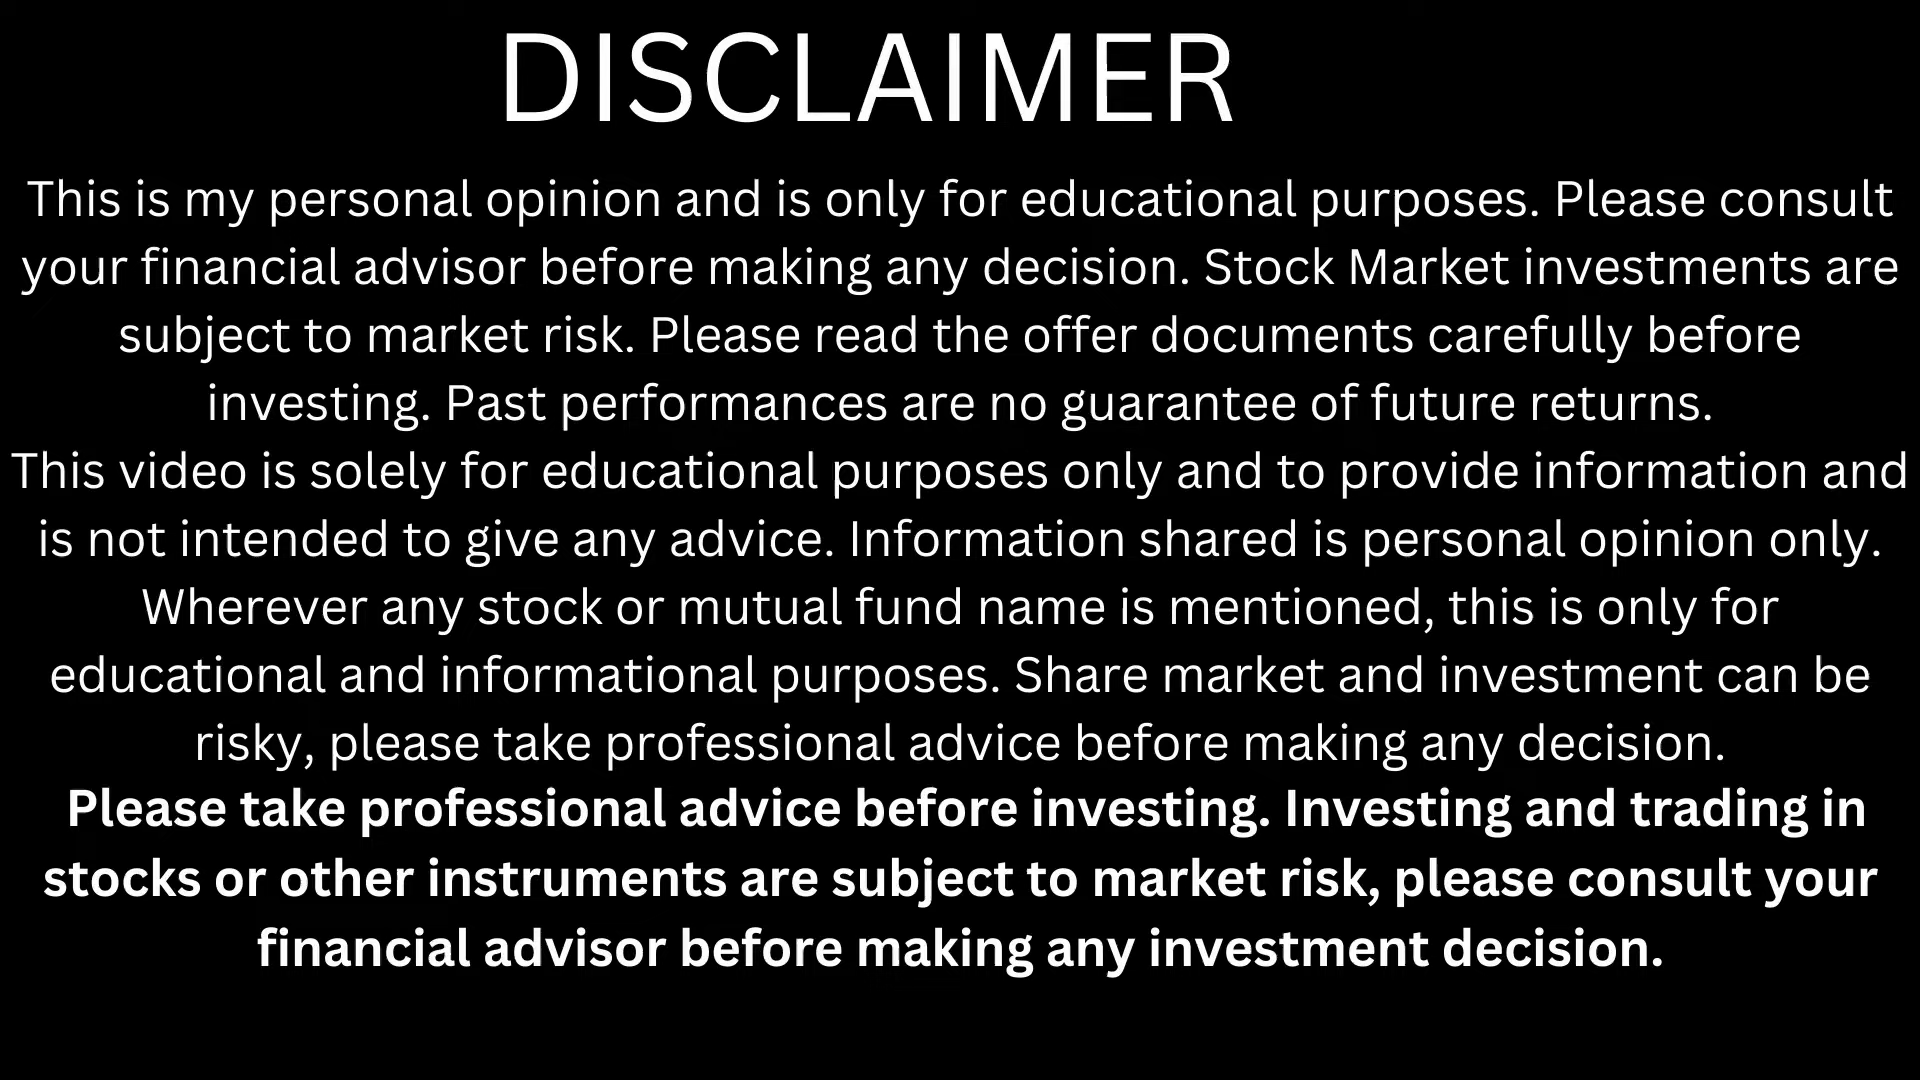 DISCLAIMER
This is my personal opinion and is only for educational purposes. Please consult
your financial advisor before making any decision. Stock Market investments are
subject to market risk. Please read the offer documents carefully before
investing. Past performances are no guarantee of future returns.
This video is solely for educational purposes only and to provide information and
is not intended to give any advice. Information shared is personal opinion only.
Wherever any stock or mutual fund name is mentioned, this is only for
educational and informational purposes. Share market and investment can be
risky, please take professional advice before making any decision.
Please take professional advice before investing. Investing and trading in
stocks or other instruments are subject to market risk, please consult your
financial advisor before making any investment decision.